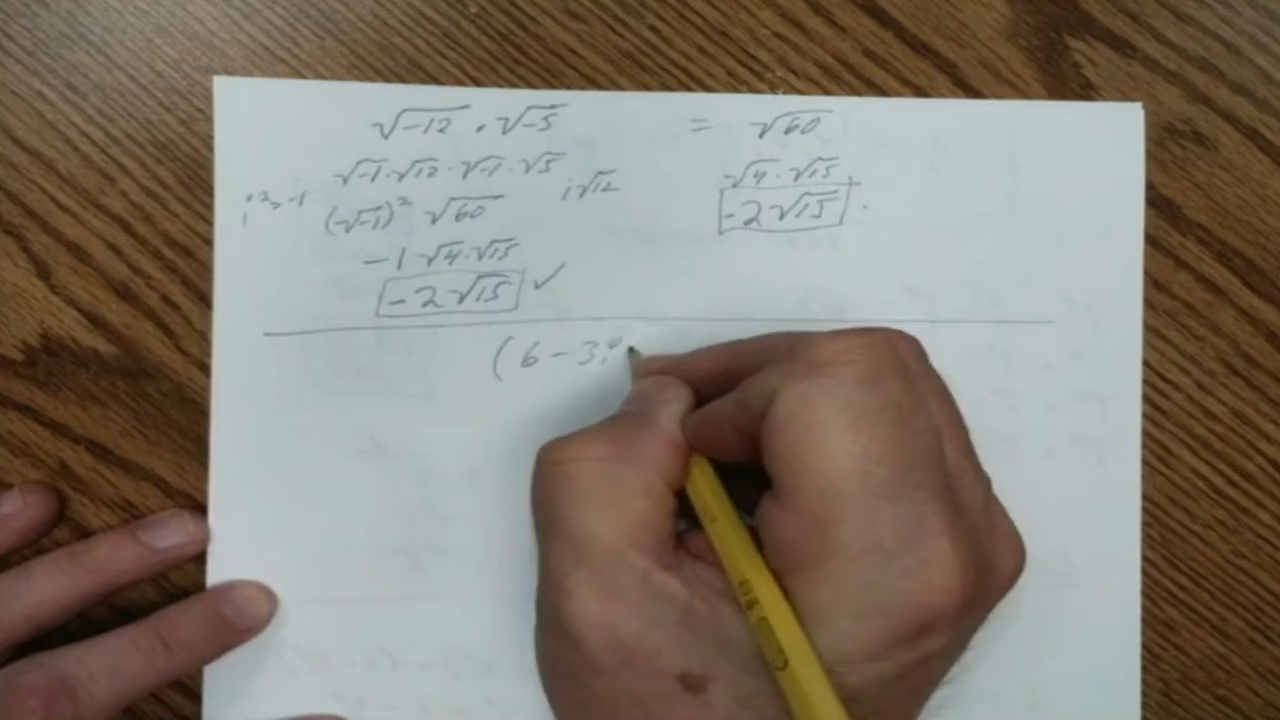 √-12 · √-5 = √60
√-1 · √12 · √-1 · √5 i√12 √4 · √15
i² = -1 (√-1)² √60 -2√15 .
-1 √4 · √15
-2√15 ✓
(6 - 3i